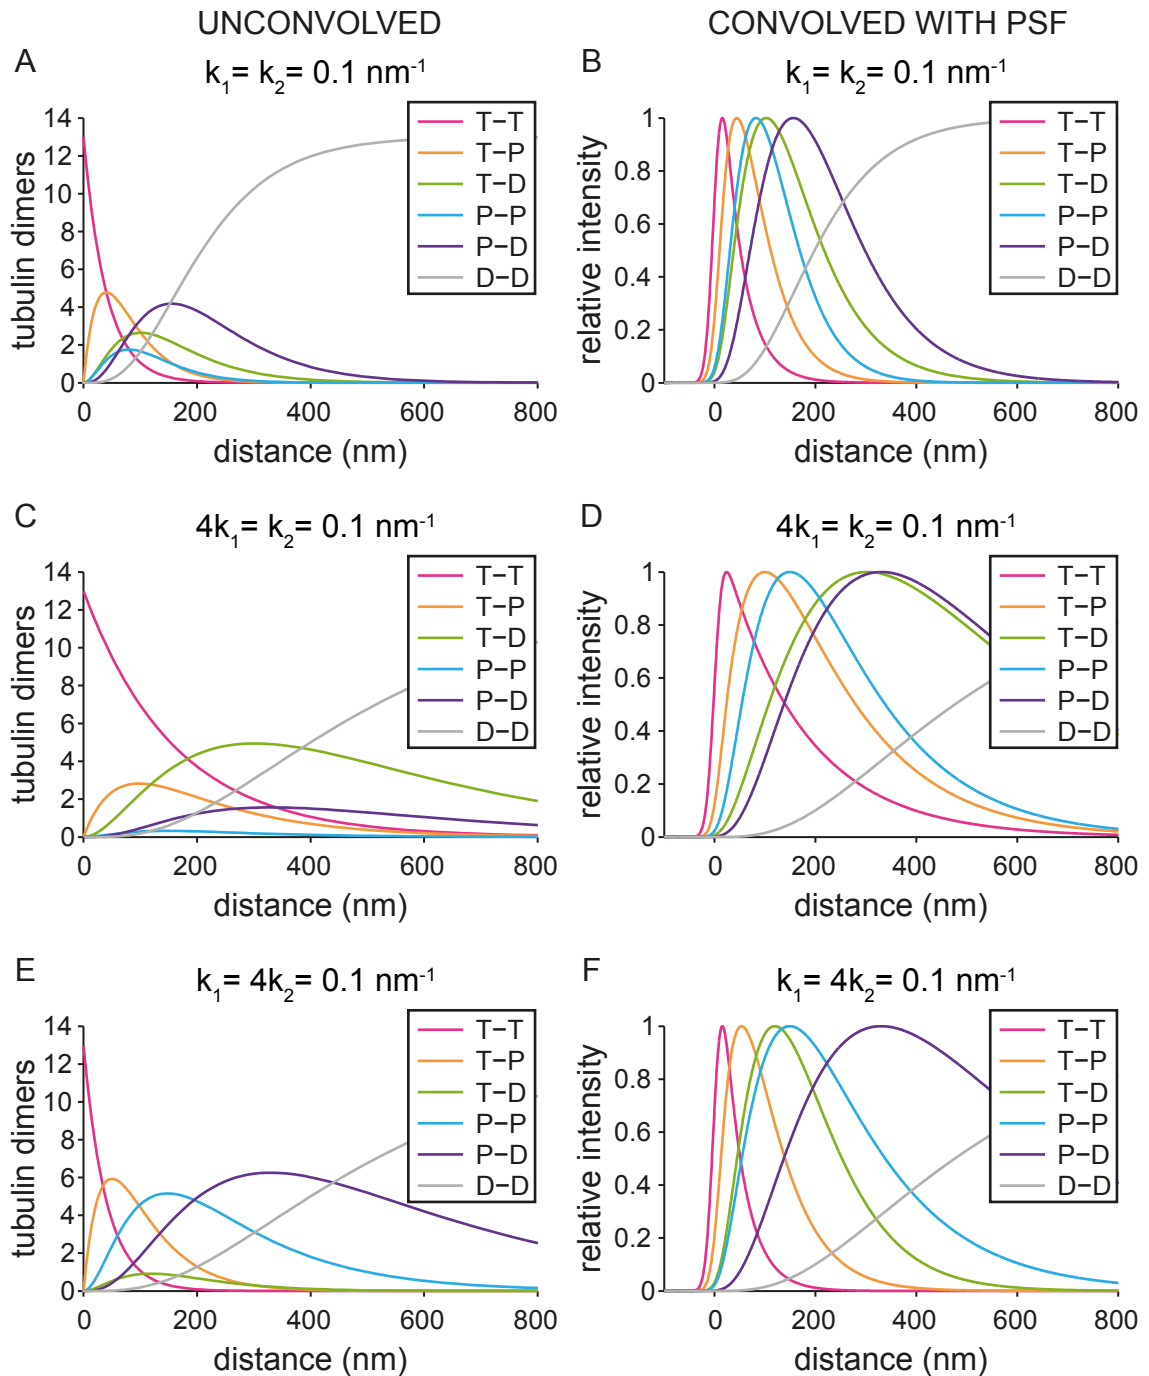 UNCONVOLVED
CONVOLVED WITH PSF
A
k₁= k₂= 0.1 nm⁻¹
14
12
10
8
6
4
2
0
tubulin dimers
T−T
T−P
T−D
P−P
P−D
D−D
0 200 400 600 800
distance (nm)
B
k₁= k₂= 0.1 nm⁻¹
1
0.8
0.6
0.4
0.2
0
relative intensity
T−T
T−P
T−D
P−P
P−D
D−D
0 200 400 600 800
distance (nm)
C
4k₁= k₂= 0.1 nm⁻¹
14
12
10
8
6
4
2
0
tubulin dimers
T−T
T−P
T−D
P−P
P−D
D−D
0 200 400 600 800
distance (nm)
D
4k₁= k₂= 0.1 nm⁻¹
1
0.8
0.6
0.4
0.2
0
relative intensity
T−T
T−P
T−D
P−P
P−D
D−D
0 200 400 600 800
distance (nm)
E
k₁= 4k₂= 0.1 nm⁻¹
14
12
10
8
6
4
2
0
tubulin dimers
T−T
T−P
T−D
P−P
P−D
D−D
0 200 400 600 800
distance (nm)
F
k₁= 4k₂= 0.1 nm⁻¹
1
0.8
0.6
0.4
0.2
0
relative intensity
T−T
T−P
T−D
P−P
P−D
D−D
0 200 400 600 800
distance (nm)